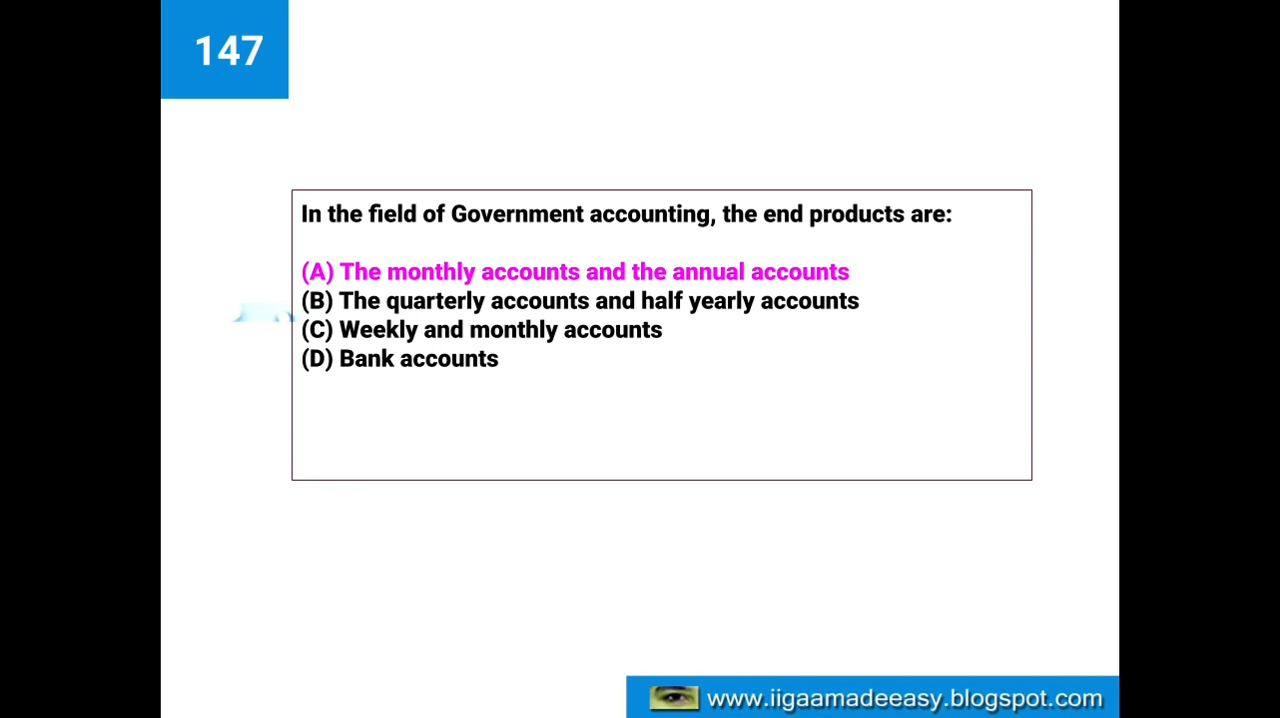 147
In the field of Government accounting, the end products are:
(A) The monthly accounts and the annual accounts
(B) The quarterly accounts and half yearly accounts
(C) Weekly and monthly accounts
(D) Bank accounts
www.iigaamadeeasy.blogspot.com